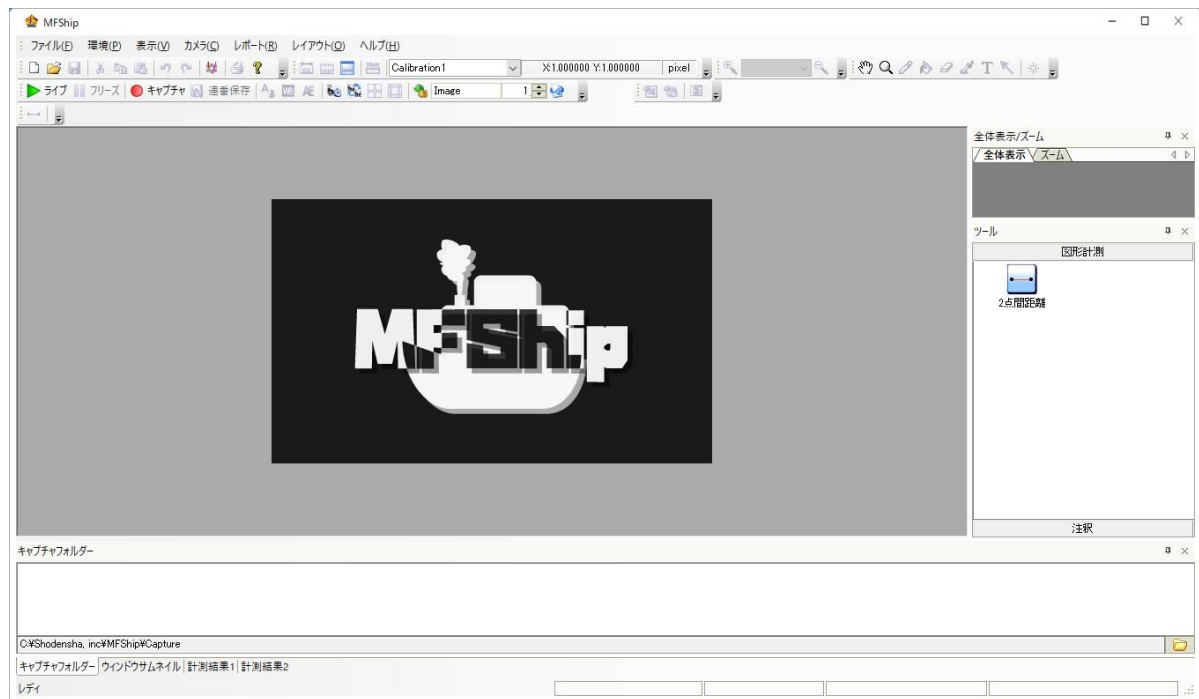 MFShip
ファイル(F) 環境(P) 表示(V) カメラ(C) レポート(R) レイアウト(O) ヘルプ(H)
Calibration1 X:1.000000 Y:1.000000 pixel
ライブ フリーズ キャプチャ 連番保存 AE Image 1
全体表示/ズーム
全体表示 ズーム
ツール
図形計測
2点間距離
MFShip
注釈
キャプチャフォルダー
C:¥Shodensha, inc¥MFShip¥Capture
キャプチャフォルダー ウィンドウサムネイル 計測結果1 計測結果2
レディ